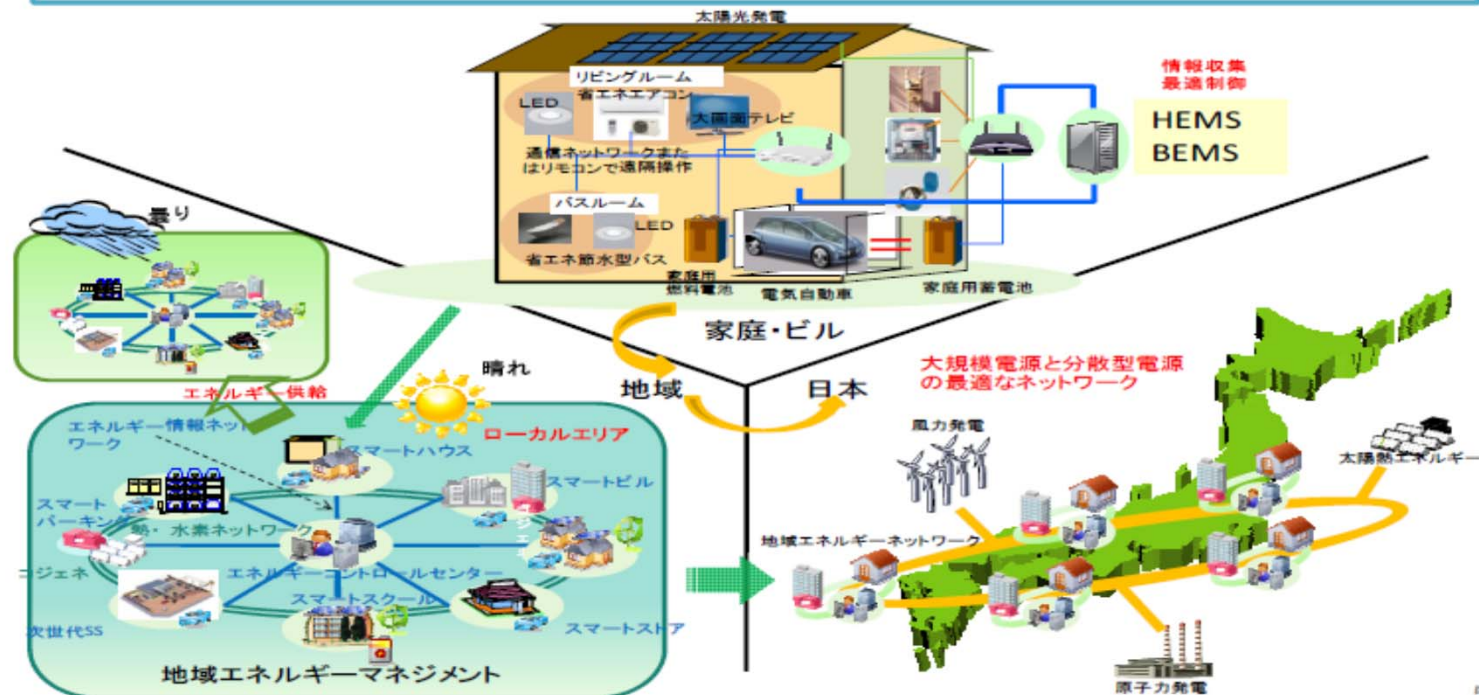 太陽光発電
リビングルーム
省エネエアコン
LED
大画面テレビ
通信ネットワークまた
はリモコンで遠隔操作
バスルーム
LED
省エネ節水型バス
家庭用
燃料電池
電気自動車
家庭用蓄電池
情報収集
最適制御
HEMS
BEMS
家庭・ビル
地域
日本
曇り
エネルギー供給
晴れ
エネルギー情報ネット
ワーク
ローカルエリア
スマートハウス
スマートビル
スマート
パーキング
熱・水素ネットワーク
コジェネ
コジェネ
エネルギーコントロールセンター
スマートスクール
次世代SS
スマートストア
地域エネルギーマネジメント
大規模電源と分散型電源
の最適なネットワーク
風力発電
太陽熱エネルギー
地域エネルギーネットワーク
原子力発電